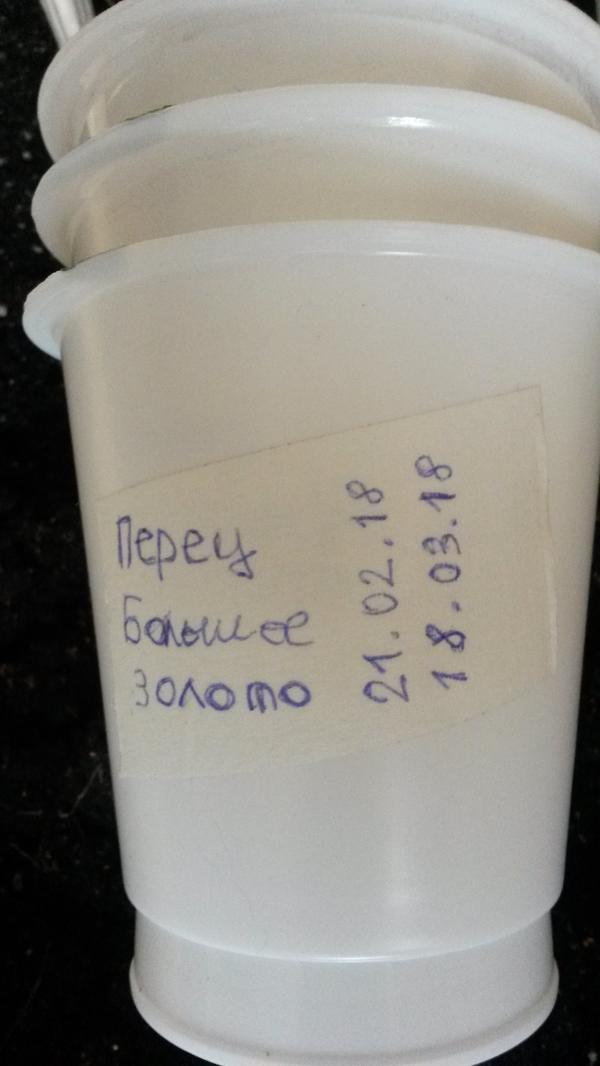 Перец
Большое
Золото
21.02.18
18.03.18